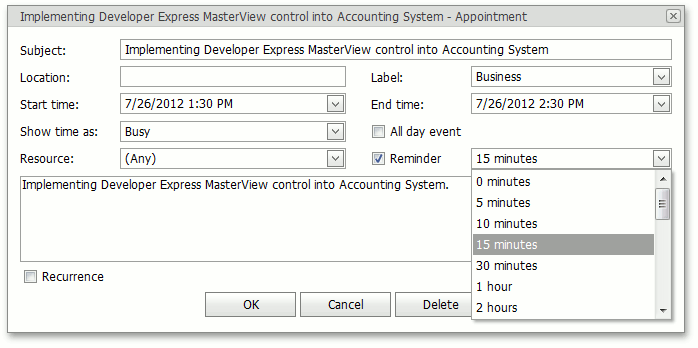 Implementing Developer Express MasterView control into Accounting System - Appointment
Subject: Implementing Developer Express MasterView control into Accounting System
Location: Label: Business
Start time: 7/26/2012 1:30 PM End time: 7/26/2012 2:30 PM
Show time as: Busy All day event
Resource: (Any) Reminder 15 minutes
Implementing Developer Express MasterView control into Accounting System.
0 minutes
5 minutes
10 minutes
15 minutes
30 minutes
1 hour
2 hours
Recurrence
OK Cancel Delete